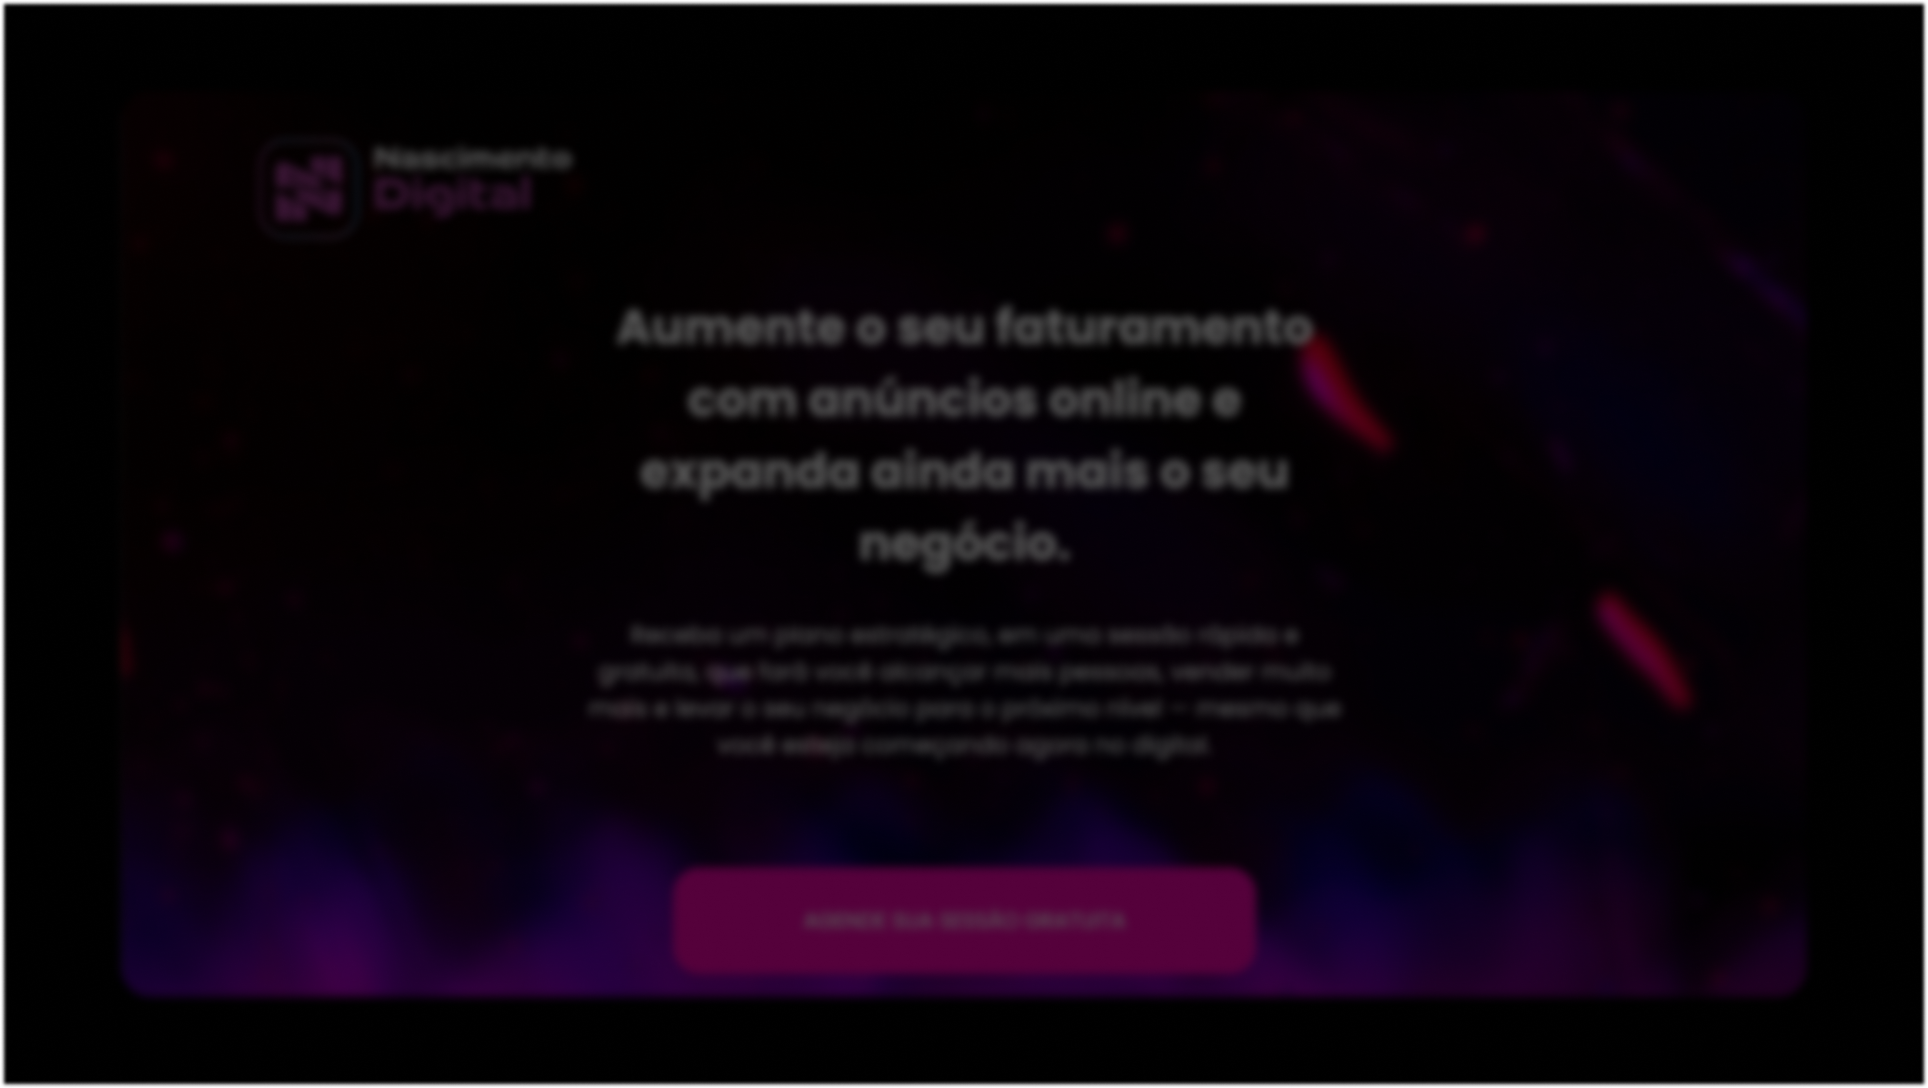 Nascimento
Digital
Aumente o seu faturamento
com anúncios online e
expanda ainda mais o seu
negócio.
Receba um plano estratégico, em uma sessão rápida e
gratuita, que fará você alcançar mais pessoas, vender muito
mais e levar o seu negócio para o próximo nível — mesmo que
você esteja começando agora no digital.
AGENDE SUA SESSÃO GRATUITA